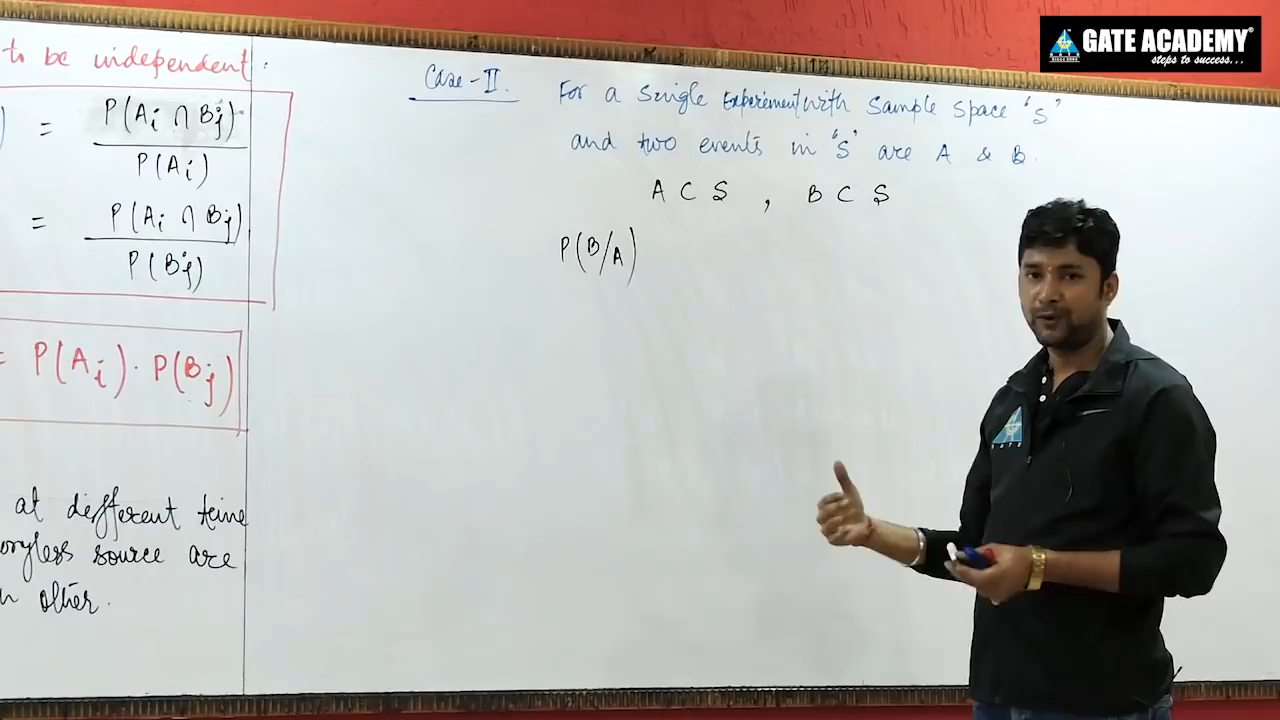 GATE ACADEMY®
steps to success...
to be independent :
) = P(Ai ∩ Bj)
P(Ai)
= P(Ai ∩ Bj)
P(Bj)
= P(Ai) · P(Bj)
at different time
source are
other.
Case - II. For a Single Experiment with Sample space 'S'
and two events in 'S' are A & B.
A ⊂ S , B ⊂ S
P(B/A)